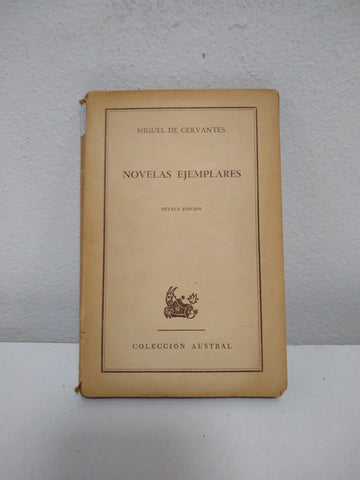 MIGUEL DE CERVANTES
NOVELAS EJEMPLARES
OCTAVA EDICION
COLECCIÓN AUSTRAL